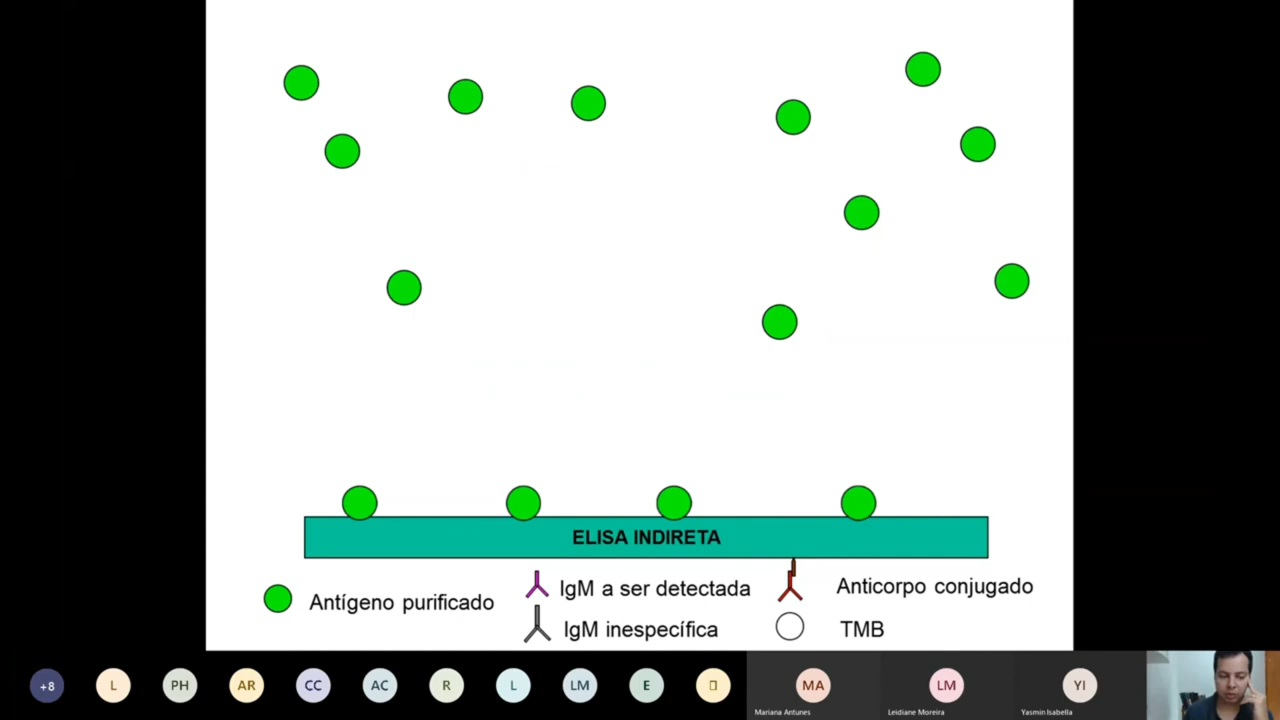 ELISA INDIRETA
Antígeno purificado
IgM a ser detectada
IgM inespecífica
Anticorpo conjugado
TMB
+8
L
PH
AR
CC
AC
R
L
LM
E
MA
LM
YI
Mariana Antunes
Leidiane Moreira
Yasmin Isabella